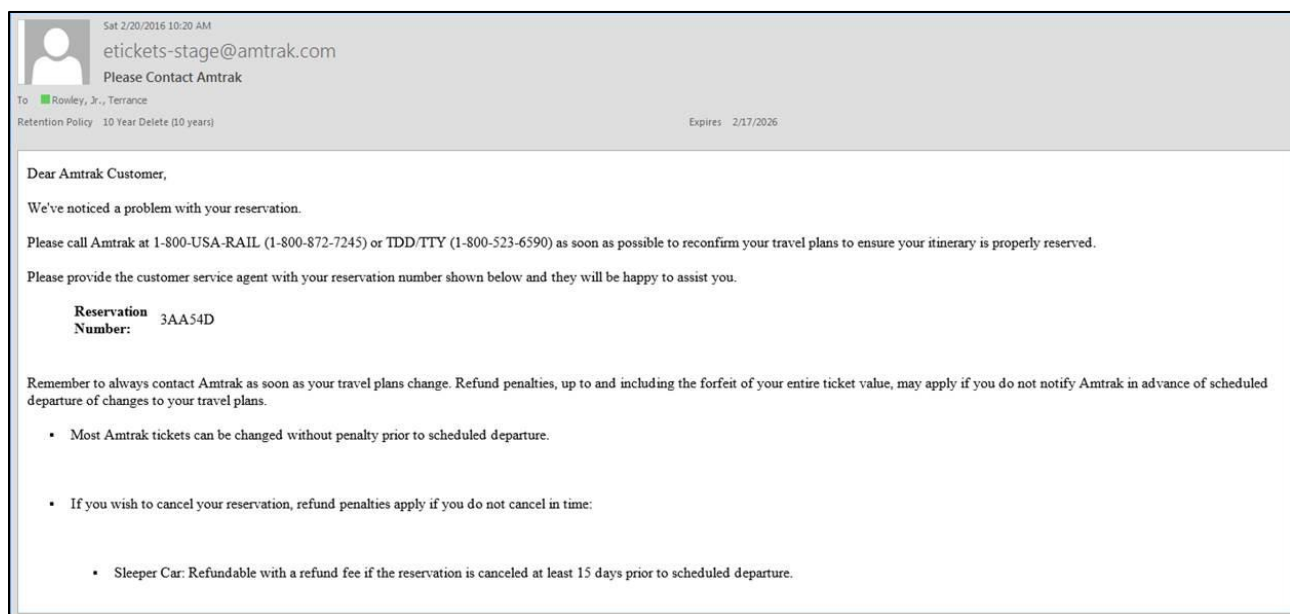 Sat 2/20/2016 10:20 AM
etickets-stage@amtrak.com
Please Contact Amtrak
To Rowley, Jr., Terrance
Retention Policy 10 Year Delete (10 years) Expires 2/17/2026
Dear Amtrak Customer,
We've noticed a problem with your reservation.
Please call Amtrak at 1-800-USA-RAIL (1-800-872-7245) or TDD/TTY (1-800-523-6590) as soon as possible to reconfirm your travel plans to ensure your itinerary is properly reserved.
Please provide the customer service agent with your reservation number shown below and they will be happy to assist you.
Reservation
Number: 3AA54D
Remember to always contact Amtrak as soon as your travel plans change. Refund penalties, up to and including the forfeit of your entire ticket value, may apply if you do not notify Amtrak in advance of scheduled
departure of changes to your travel plans.
▪ Most Amtrak tickets can be changed without penalty prior to scheduled departure.
▪ If you wish to cancel your reservation, refund penalties apply if you do not cancel in time:
▪ Sleeper Car: Refundable with a refund fee if the reservation is canceled at least 15 days prior to scheduled departure.